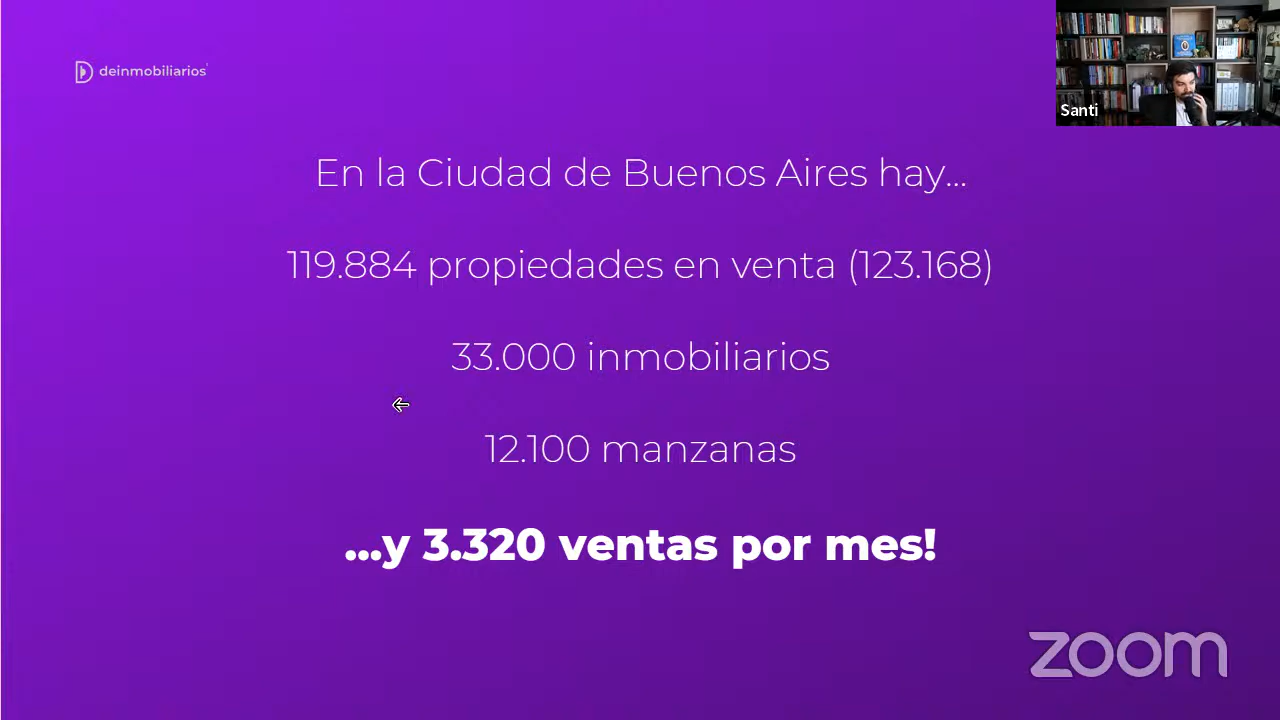 deinmobiliarios
Santi
En la Ciudad de Buenos Aires hay...
119.884 propiedades en venta (123.168)
33.000 inmobiliarios
12.100 manzanas
...y 3.320 ventas por mes!
zoom